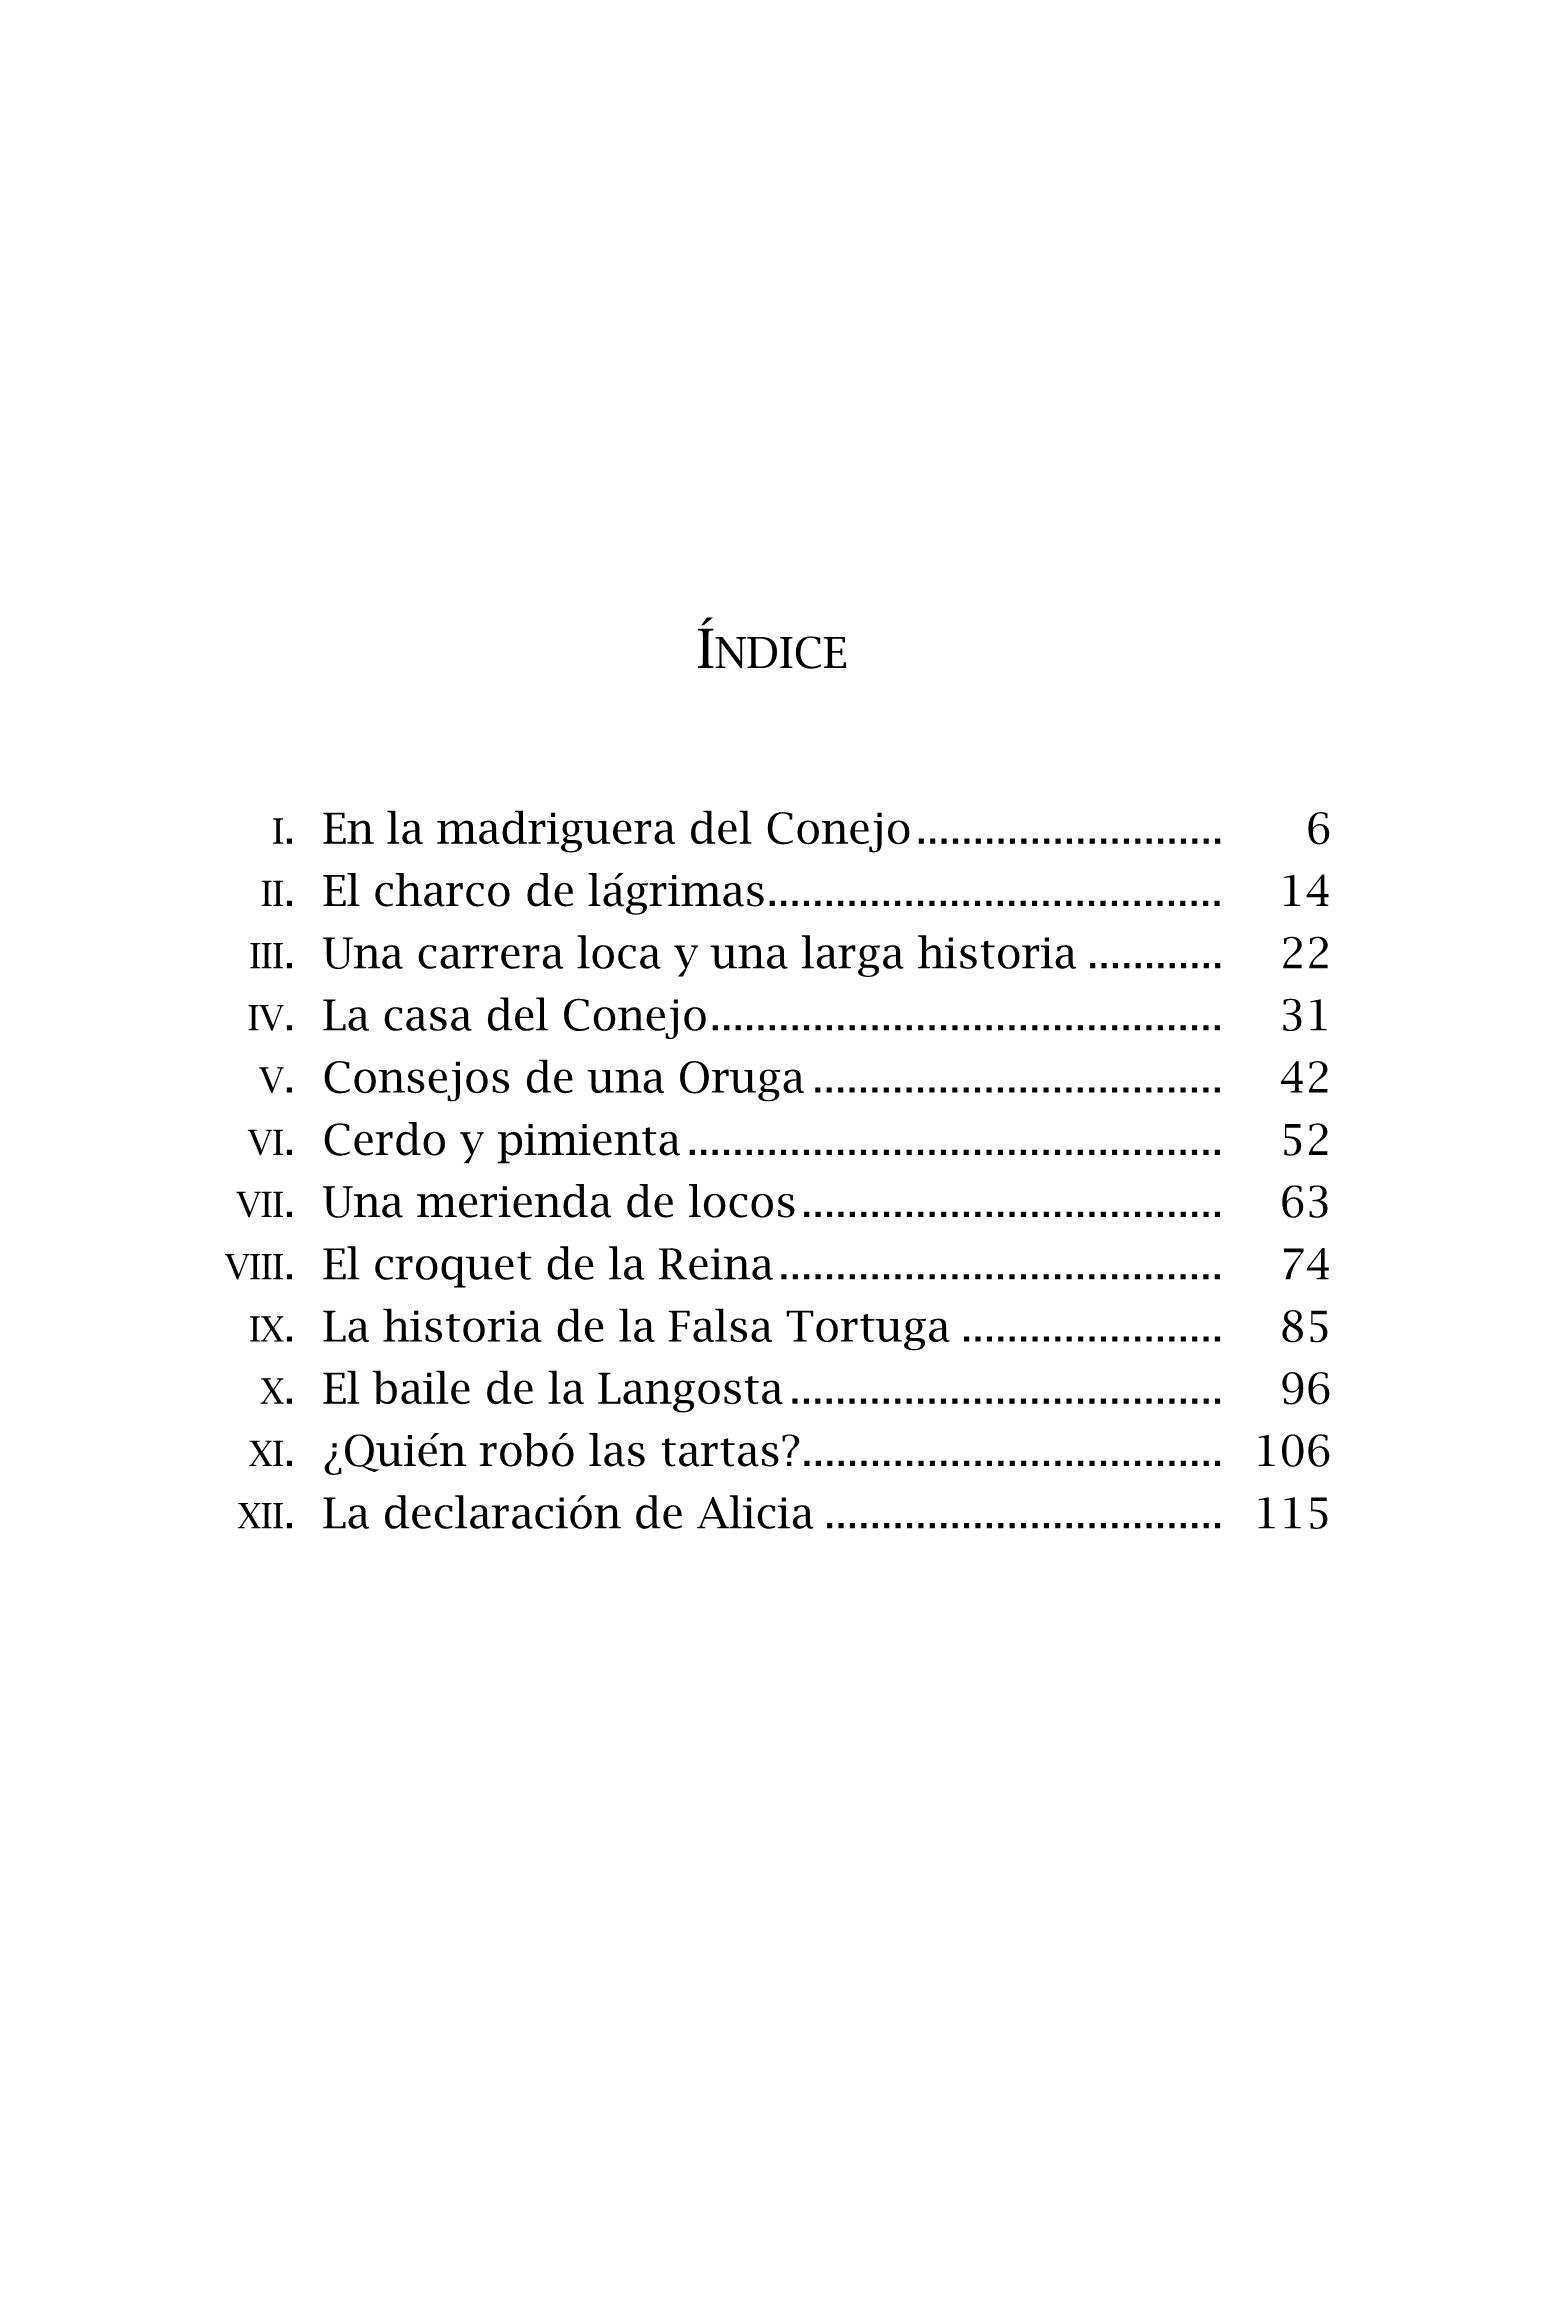 ÍNDICE
I. En la madriguera del Conejo ........................... 6
II. El charco de lágrimas........................................ 14
III. Una carrera loca y una larga historia ............ 22
IV. La casa del Conejo............................................. 31
V. Consejos de una Oruga .................................... 42
VI. Cerdo y pimienta ............................................... 52
VII. Una merienda de locos ..................................... 63
VIII. El croquet de la Reina ....................................... 74
IX. La historia de la Falsa Tortuga ....................... 85
X. El baile de la Langosta ...................................... 96
XI. ¿Quién robó las tartas?..................................... 106
XII. La declaración de Alicia ................................... 115